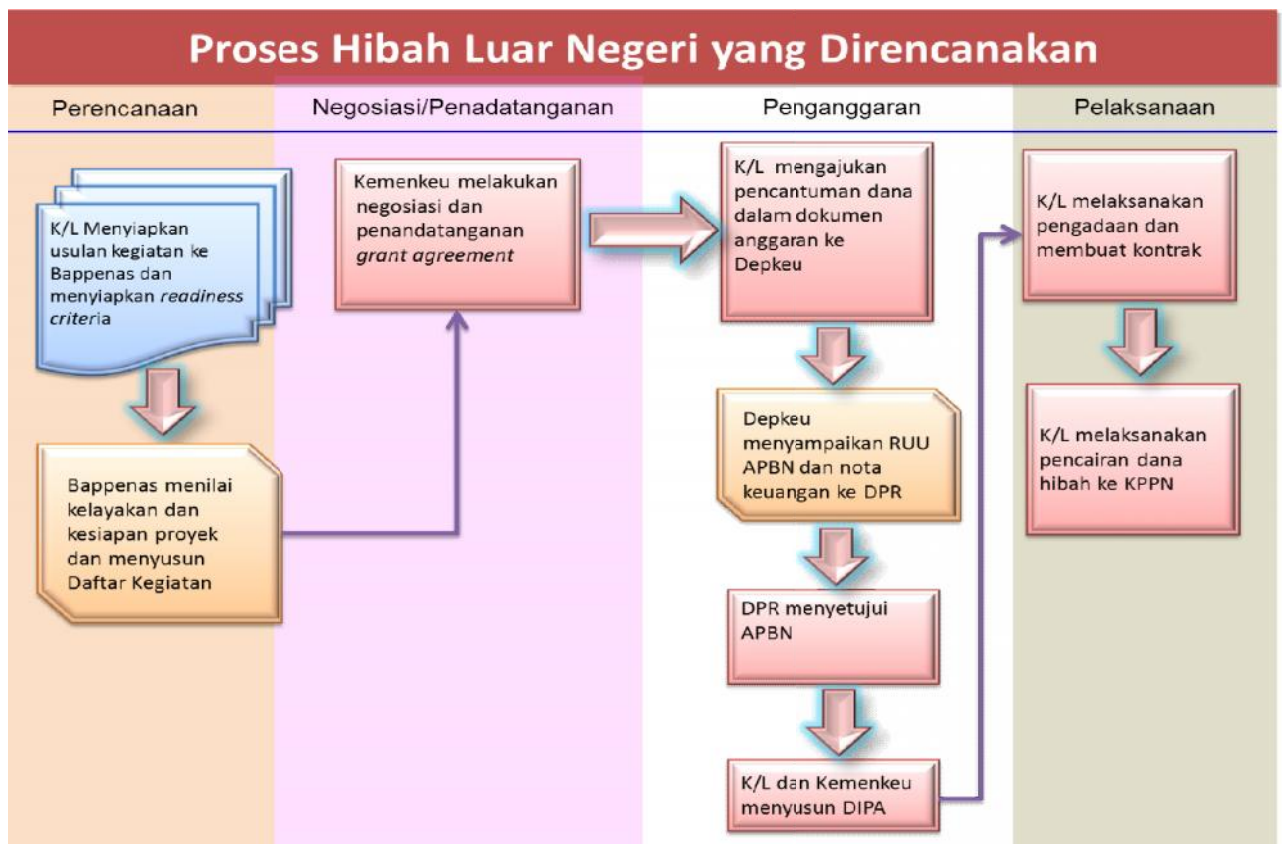 Proses Hibah Luar Negeri yang Direncanakan
Perencanaan
Negosiasi/Penadatanganan
Penganggaran
Pelaksanaan
K/L Menyiapkan
usulan kegiatan ke
Bappenas dan
menyiapkan readiness
criteria
Bappenas menilai
kelayakan dan
kesiapan proyek
dan menyusun
Daftar Kegiatan
Kemenkeu melakukan
negosiasi dan
penandatanganan
grant agreement
K/L mengajukan
pencantuman dana
dalam dokumen
anggaran ke
Depkeu
Depkeu
menyampaikan RUU
APBN dan nota
keuangan ke DPR
DPR menyetujui
APBN
K/L dan Kemenkeu
menyusun DIPA
K/L melaksanakan
pengadaan dan
membuat kontrak
K/L melaksanakan
pencairan dana
hibah ke KPPN